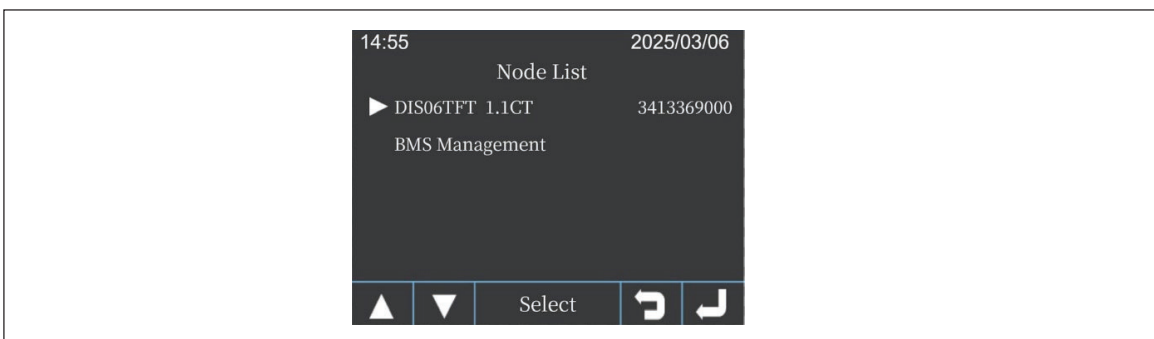 14:55 2025/03/06
Node List
DIS06TFT 1.1CT 3413369000
BMS Management
Select